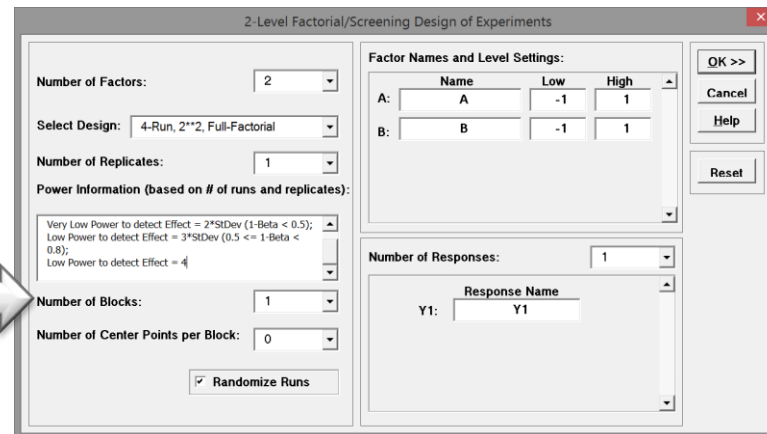 2-Level Factorial/Screening Design of Experiments
Number of Factors: 2
Select Design: 4-Run, 2**2, Full-Factorial
Number of Replicates: 1
Power Information (based on # of runs and replicates):
Very Low Power to detect Effect = 2*StDev (1-Beta < 0.5);
Low Power to detect Effect = 3*StDev (0.5 <= 1-Beta <
0.8);
Low Power to detect Effect = 4
Number of Blocks: 1
Number of Center Points per Block: 0
Randomize Runs
Factor Names and Level Settings:
Name Low High
A: A -1 1
B: B -1 1
Number of Responses: 1
Response Name
Y1: Y1
OK >>
Cancel
Help
Reset